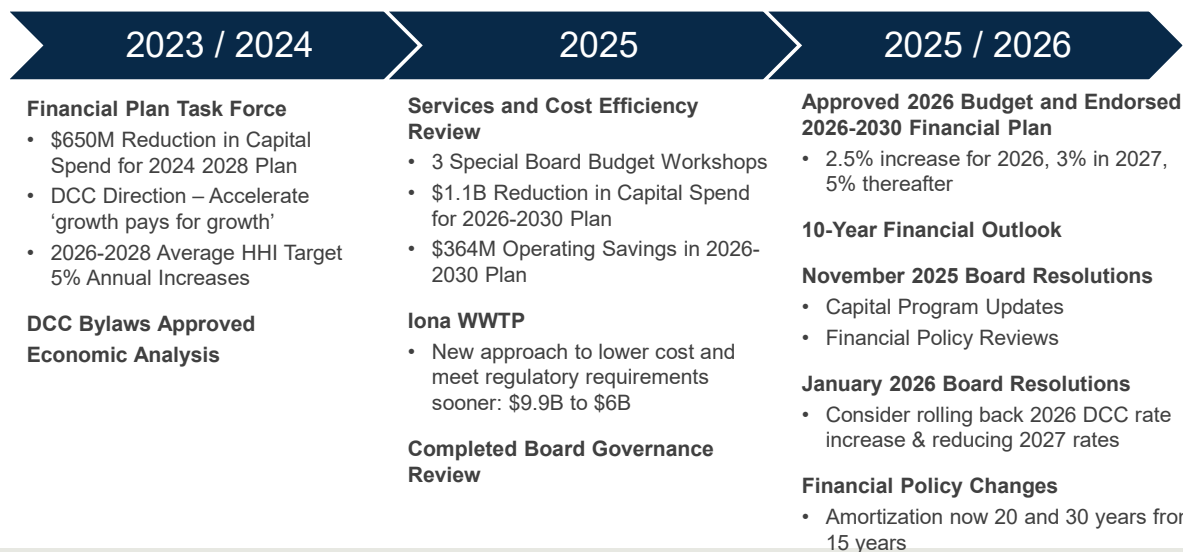 2023 / 2024
Financial Plan Task Force
• $650M Reduction in Capital
Spend for 2024 2028 Plan
• DCC Direction – Accelerate
‘growth pays for growth’
• 2026-2028 Average HHI Target
5% Annual Increases
DCC Bylaws Approved
Economic Analysis
2025
Services and Cost Efficiency
Review
• 3 Special Board Budget Workshops
• $1.1B Reduction in Capital Spend
for 2026-2030 Plan
• $364M Operating Savings in 2026-
2030 Plan
Iona WWTP
• New approach to lower cost and
meet regulatory requirements
sooner: $9.9B to $6B
Completed Board Governance
Review
2025 / 2026
Approved 2026 Budget and Endorsed
2026-2030 Financial Plan
• 2.5% increase for 2026, 3% in 2027,
5% thereafter
10-Year Financial Outlook
November 2025 Board Resolutions
• Capital Program Updates
• Financial Policy Reviews
January 2026 Board Resolutions
• Consider rolling back 2026 DCC rate
increase & reducing 2027 rates
Financial Policy Changes
• Amortization now 20 and 30 years from
15 years